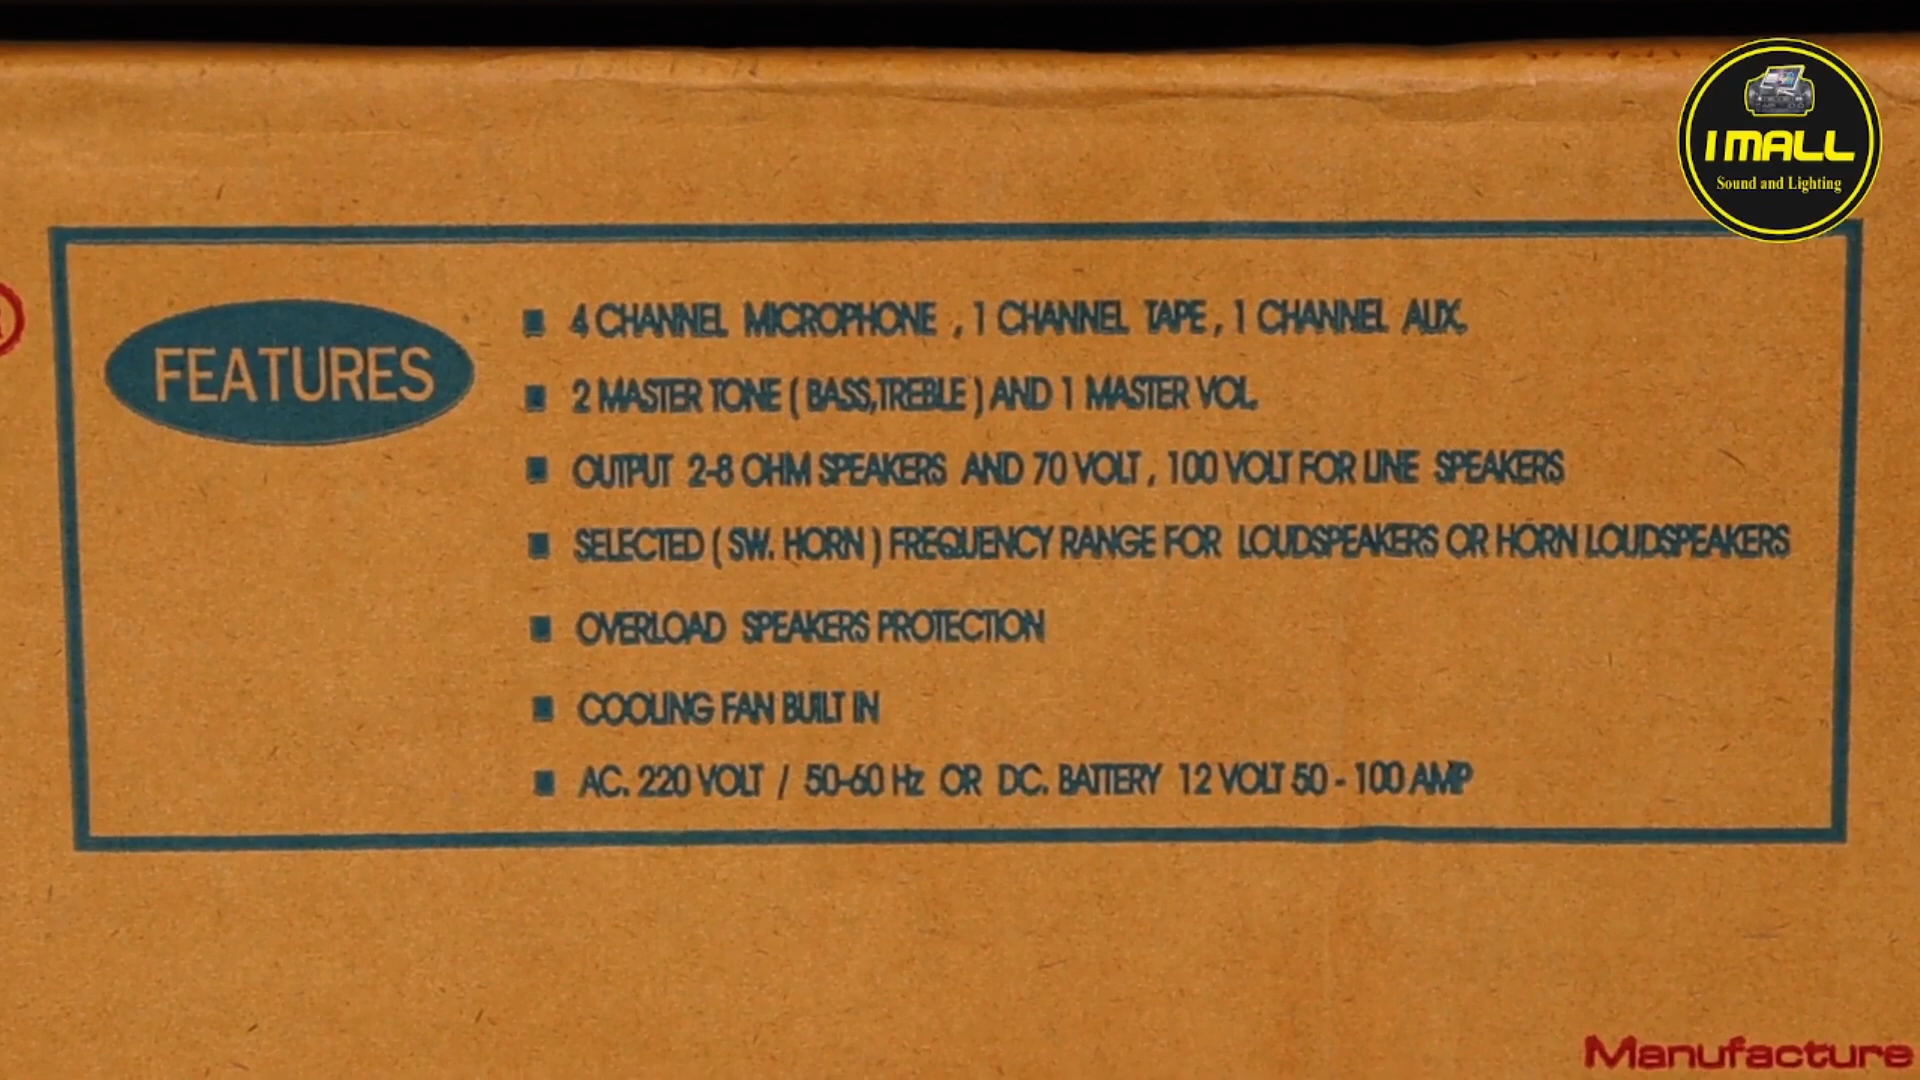 I MALL
Sound and Lighting
FEATURES
4 CHANNEL MICROPHONE , 1 CHANNEL TAPE , 1 CHANNEL AUX.
2 MASTER TONE ( BASS,TREBLE ) AND 1 MASTER VOL.
OUTPUT 2-8 OHM SPEAKERS AND 70 VOLT , 100 VOLT FOR LINE SPEAKERS
SELECTED ( SW. HORN ) FREQUENCY RANGE FOR LOUDSPEAKERS OR HORN LOUDSPEAKERS
OVERLOAD SPEAKERS PROTECTION
COOLING FAN BUILT IN
AC. 220 VOLT / 50-60 Hz OR DC. BATTERY 12 VOLT 50 - 100 AMP
Manufacture